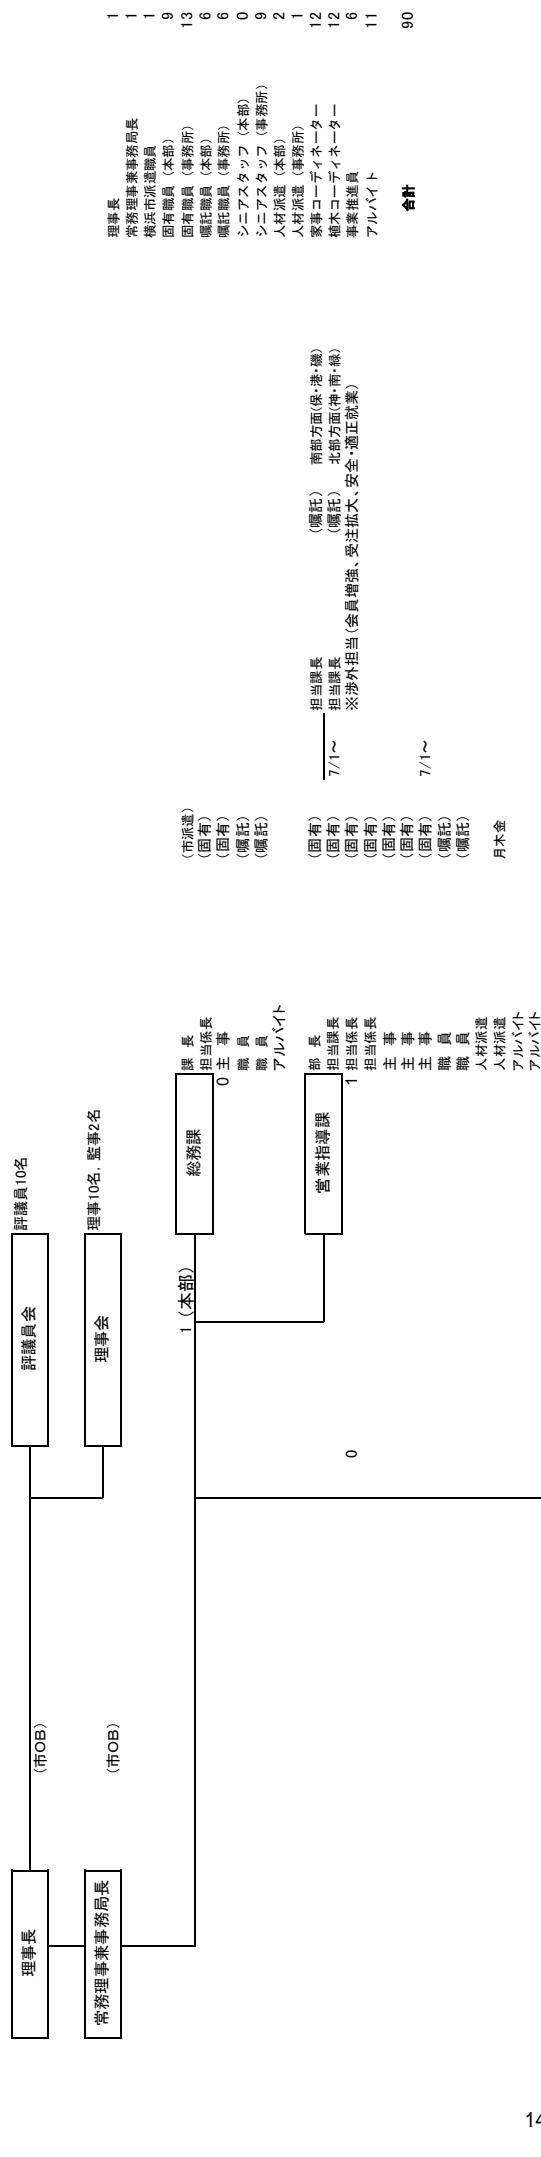 理事長
(市OB)
評議員会
評議員10名
常務理事兼事務局長
(市OB)
理事会
理事10名，監事2名
1 （本部）
総務課
課 長 (市派遣)
担当係長 (固有)
0 主 事 (固有)
職 員 (嘱託)
職 員 (嘱託)
アルバイト
営業指導課
部 長 (固有) 担当課長 (嘱託) 南部方面(保・港・磯)
担当課長 (固有) 7/1～ 担当課長 (嘱託) 北部方面(神・南・緑)
0 1 担当係長 (固有) ※渉外担当(会員増強、受注拡大、安全・適正就業)
担当係長 (固有)
主 事 (固有)
主 事 (固有)
主 事 (固有) 7/1～
職 員 (嘱託)
職 員 (嘱託)
人材派遣
人材派遣 月木金
アルバイト
アルバイト
理事長 1
常務理事兼事務局長 1
横浜市派遣職員 1
固有職員（本部） 9
固有職員（事務所） 13
嘱託職員（本部） 6
嘱託職員（事務所） 6
シニアスタッフ（本部） 0
シニアスタッフ（事務所） 9
人材派遣（本部） 2
人材派遣（事務所） 1
家事コーディネーター 12
植木コーディネーター 12
事業推進員 6
アルバイト 11
合計 90
14